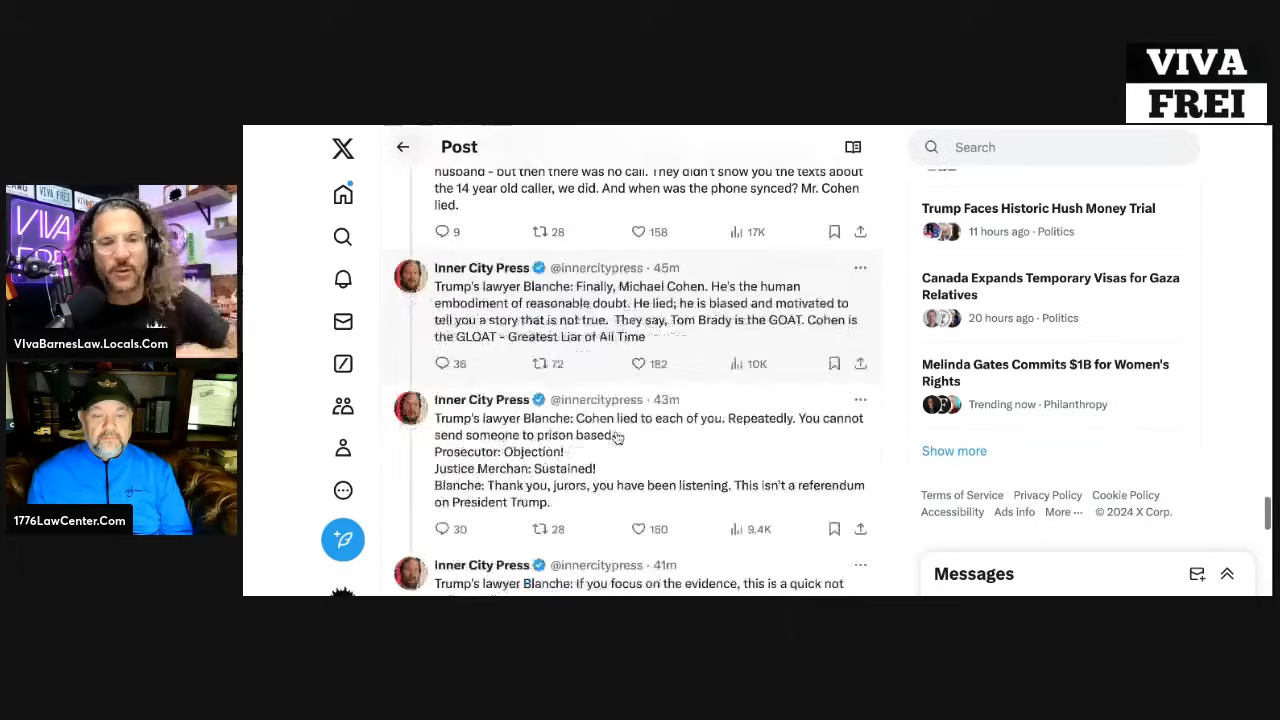 VIVA
FREI
VIVA
VIvaBarnesLaw.Locals.Com
1776LawCenter.Com
Post
husband - but then there was no call. They didn't show you the texts about
the 14 year old caller, we did. And when was the phone synced? Mr. Cohen
lied.
9 28 158 17K
Inner City Press @innercitypress · 45m
Trump's lawyer Blanche: Finally, Michael Cohen. He's the human
embodiment of reasonable doubt. He lied; he is biased and motivated to
tell you a story that is not true. They say, Tom Brady is the GOAT. Cohen is
the GLOAT - Greatest Liar of All Time
36 72 182 10K
Inner City Press @innercitypress · 43m
Trump's lawyer Blanche: Cohen lied to each of you. Repeatedly. You cannot
send someone to prison based
Prosecutor: Objection!
Justice Merchan: Sustained!
Blanche: Thank you, jurors, you have been listening. This isn't a referendum
on President Trump.
30 28 160 9.4K
Inner City Press @innercitypress · 41m
Trump's lawyer Blanche: If you focus on the evidence, this is a quick not
Search
Trump Faces Historic Hush Money Trial
11 hours ago · Politics
Canada Expands Temporary Visas for Gaza
Relatives
20 hours ago · Politics
Melinda Gates Commits $1B for Women's
Rights
Trending now · Philanthropy
Show more
Terms of Service Privacy Policy Cookie Policy
Accessibility Ads info More ··· © 2024 X Corp.
Messages